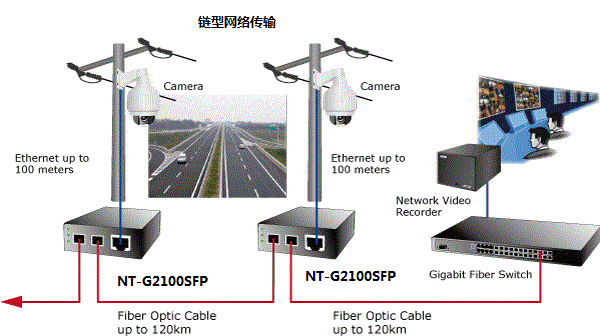 链型网络传输
Camera
Camera
Ethernet up to
100 meters
Ethernet up to
100 meters
Network Video
Recorder
NT-G2100SFP
NT-G2100SFP
Gigabit Fiber Switch
Fiber Optic Cable
up to 120km
Fiber Optic Cable
up to 120km